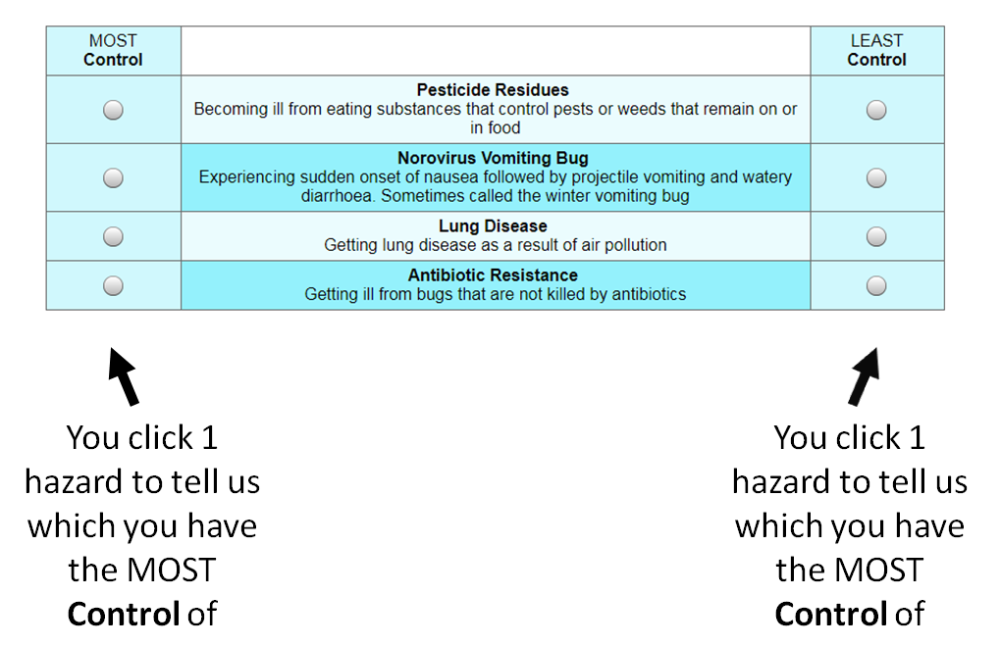 MOST
Control
LEAST
Control
Pesticide Residues
Becoming ill from eating substances that control pests or weeds that remain on or
in food
Norovirus Vomiting Bug
Experiencing sudden onset of nausea followed by projectile vomiting and watery
diarrhoea. Sometimes called the winter vomiting bug
Lung Disease
Getting lung disease as a result of air pollution
Antibiotic Resistance
Getting ill from bugs that are not killed by antibiotics
You click 1
hazard to tell us
which you have
the MOST
Control of
You click 1
hazard to tell us
which you have
the MOST
Control of